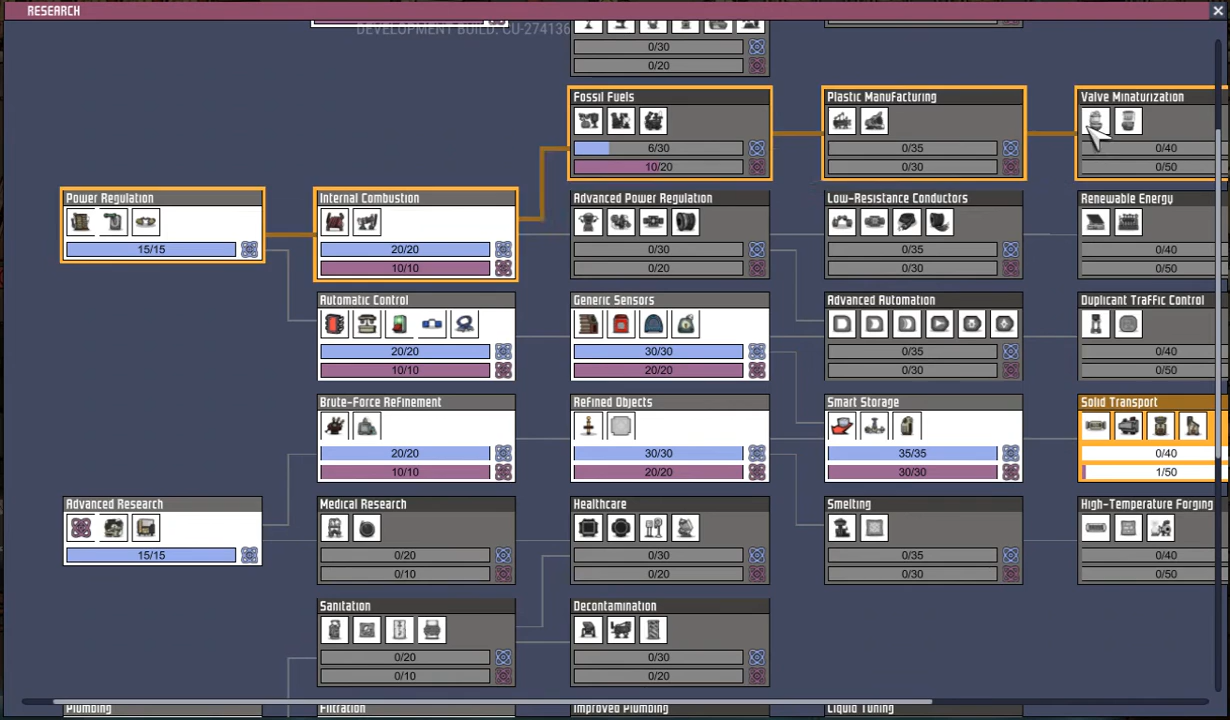 RESEARCH
DEVELOPMENT BUILD: CU-274136
0/30
0/20
Fossil Fuels
6/30
10/20
Plastic Manufacturing
0/35
0/30
Valve Minaturization
0/40
0/50
Power Regulation
15/15
Internal Combustion
20/20
10/10
Advanced Power Regulation
0/30
0/20
Low-Resistance Conductors
0/35
0/30
Renewable Energy
0/40
0/50
Automatic Control
20/20
10/10
Generic Sensors
30/30
20/20
Advanced Automation
0/35
0/30
Duplicant Traffic Control
0/40
0/50
Brute-Force Refinement
20/20
10/10
Refined Objects
30/30
20/20
Smart Storage
35/35
30/30
Solid Transport
0/40
1/50
Advanced Research
15/15
Medical Research
0/20
0/10
Healthcare
0/30
0/20
Smelting
0/35
0/30
High-Temperature Forging
0/40
0/50
Sanitation
0/20
0/10
Decontamination
0/30
0/20
Plumbing
Filtration
Improved Plumbing
Liquid Tuning